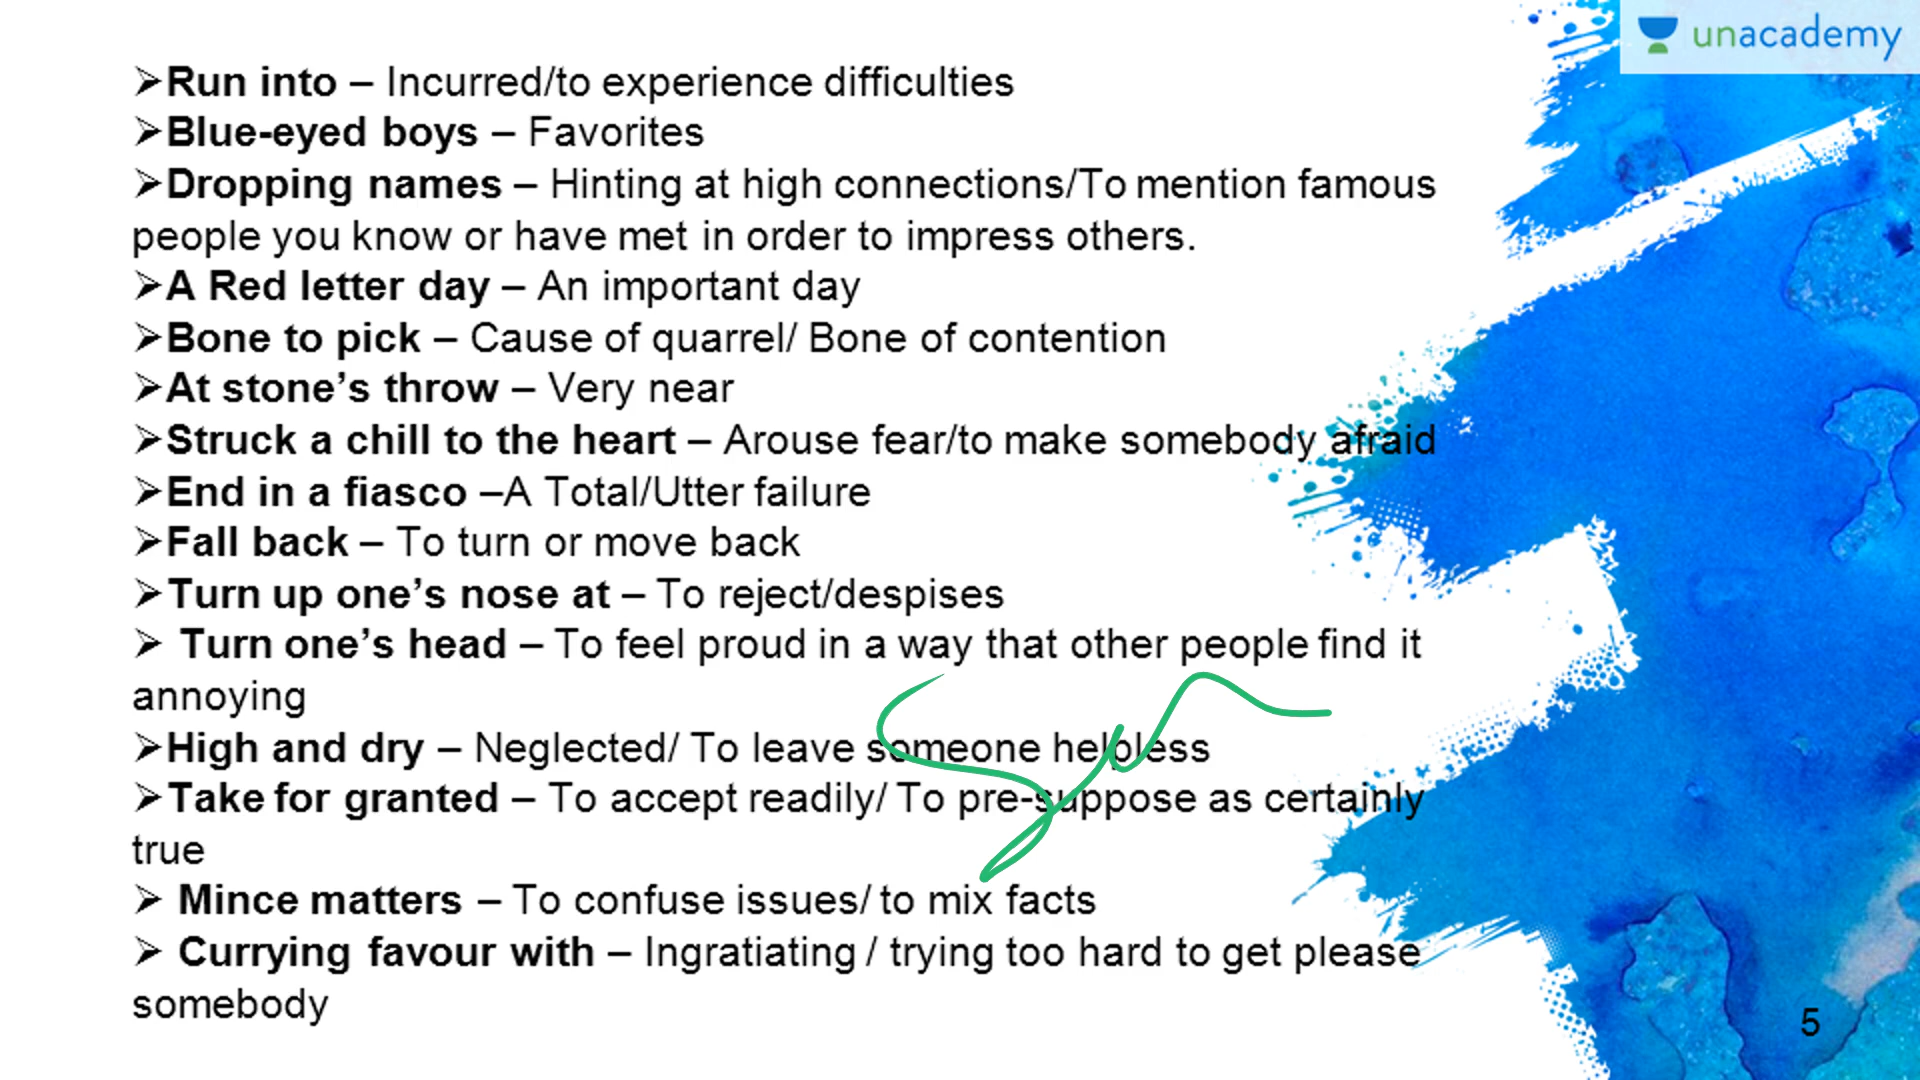 unacademy
➢Run into – Incurred/to experience difficulties
➢Blue-eyed boys – Favorites
➢Dropping names – Hinting at high connections/To mention famous
people you know or have met in order to impress others.
➢A Red letter day – An important day
➢Bone to pick – Cause of quarrel/ Bone of contention
➢At stone’s throw – Very near
➢Struck a chill to the heart – Arouse fear/to make somebody afraid
➢End in a fiasco –A Total/Utter failure
➢Fall back – To turn or move back
➢Turn up one’s nose at – To reject/despises
➢ Turn one’s head – To feel proud in a way that other people find it
annoying
➢High and dry – Neglected/ To leave someone helpless
➢Take for granted – To accept readily/ To pre-suppose as certainly
true
➢ Mince matters – To confuse issues/ to mix facts
➢ Currying favour with – Ingratiating / trying too hard to get please
somebody
5